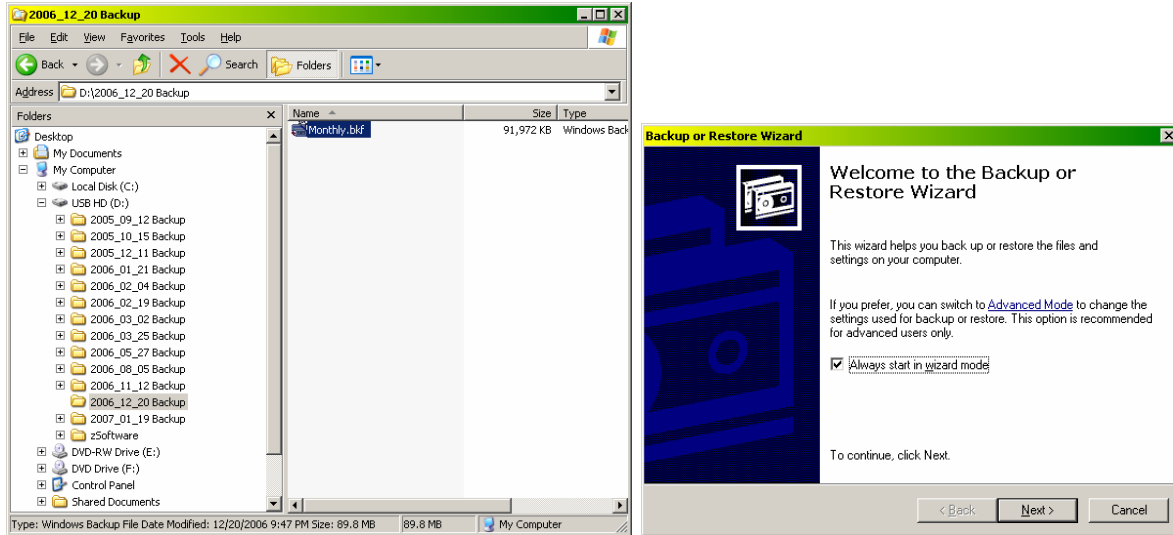 2006_12_20 Backup
File Edit View Favorites Tools Help
Back Search Folders
Address D:\2006_12_20 Backup
Folders
Desktop
My Documents
My Computer
Local Disk (C:)
USB HD (D:)
2005_09_12 Backup
2005_10_15 Backup
2005_12_11 Backup
2006_01_21 Backup
2006_02_04 Backup
2006_02_19 Backup
2006_03_02 Backup
2006_03_25 Backup
2006_05_27 Backup
2006_08_05 Backup
2006_11_12 Backup
2006_12_20 Backup
2007_01_19 Backup
zSoftware
DVD-RW Drive (E:)
DVD Drive (F:)
Control Panel
Shared Documents
Name Size Type
Monthly.bkf 91,972 KB Windows Back
Type: Windows Backup File Date Modified: 12/20/2006 9:47 PM Size: 89.8 MB 89.8 MB My Computer
Backup or Restore Wizard
Welcome to the Backup or
Restore Wizard
This wizard helps you back up or restore the files and
settings on your computer.
If you prefer, you can switch to Advanced Mode to change the
settings used for backup or restore. This option is recommended
for advanced users only.
Always start in wizard mode
To continue, click Next.
< Back Next > Cancel